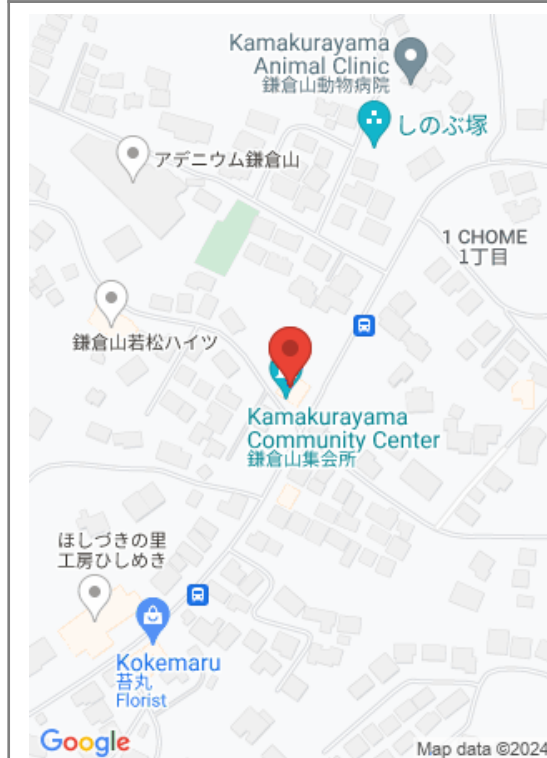 Kamakurayama
Animal Clinic
鎌倉山動物病院
しのぶ塚
アデニウム鎌倉山
1 CHOME
1丁目
鎌倉山若松ハイツ
Kamakurayama
Community Center
鎌倉山集会所
ほしづきの里
工房ひしめき
Kokemaru
苔丸
Florist
Google
Map data ©2024